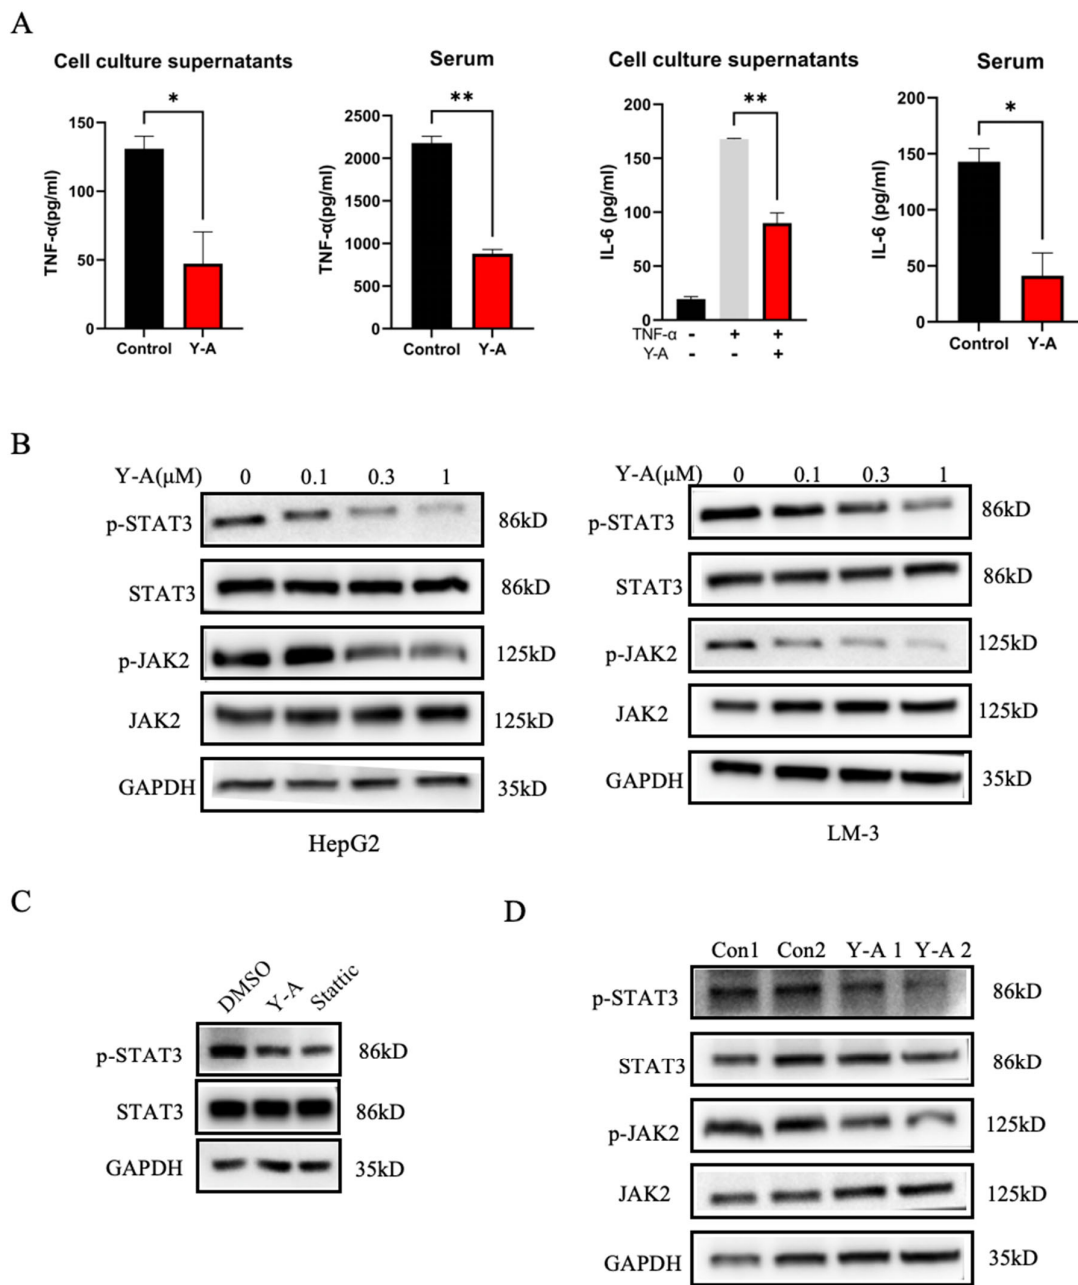 A
Cell culture supernatants
*
TNF-α(pg/ml)
150
100
50
0
Control Y-A
Serum
**
TNF-α(pg/ml)
2500
2000
1500
1000
500
0
Control Y-A
Cell culture supernatants
**
IL-6 (pg/ml)
200
150
100
50
0
TNF-α - + +
Y-A - - +
Serum
*
IL-6 (pg/ml)
200
150
100
50
0
Control Y-A
B
Y-A(μM) 0 0.1 0.3 1
p-STAT3 86kD
STAT3 86kD
p-JAK2 125kD
JAK2 125kD
GAPDH 35kD
HepG2
Y-A(μM) 0 0.1 0.3 1
p-STAT3 86kD
STAT3 86kD
p-JAK2 125kD
JAK2 125kD
GAPDH 35kD
LM-3
C
DMSO Y-A Stattic
p-STAT3 86kD
STAT3 86kD
GAPDH 35kD
D
Con1 Con2 Y-A 1 Y-A 2
p-STAT3 86kD
STAT3 86kD
p-JAK2 125kD
JAK2 125kD
GAPDH 35kD